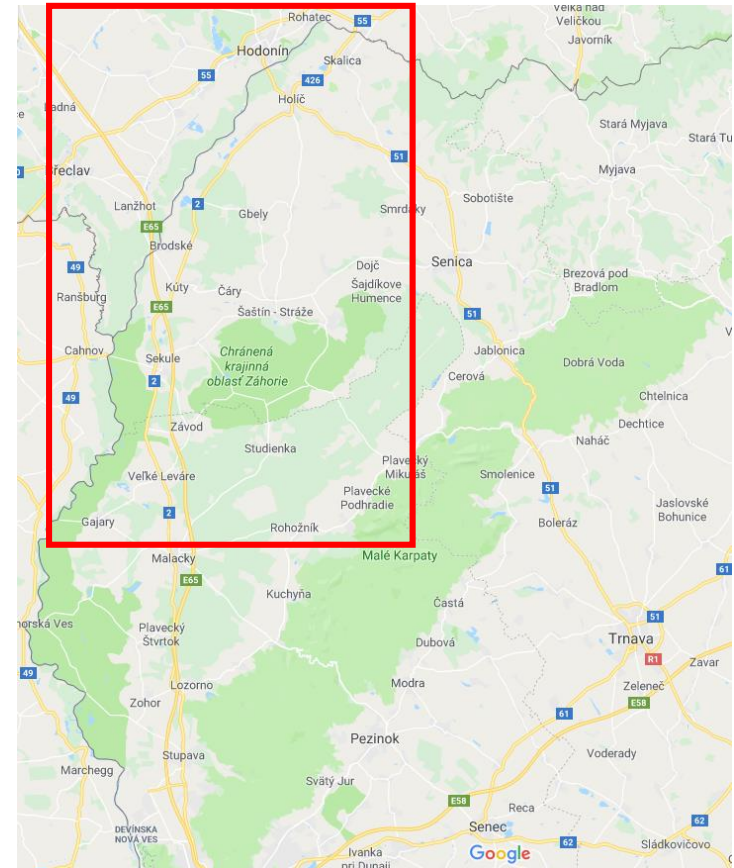 Rohatec
55
Veľká nad
Veličkou
Javorník
Hodonín
Skalica
55
426
Holíč
Stará Myjava
Stará Tu
51
Myjava
Břeclav
Lanžhot
2
Gbely
Smrdáky
Sobotište
E65
Brodské
Senica
49
Dojč
Brezová pod
Bradlom
Ranšburg
Kúty
Čáry
Šajdíkove
Humence
E65
Šaštín - Stráže
51
Cahnov
Sekule
Chránená
krajinná
oblasť Záhorie
Jablonica
Dobrá Voda
Cerová
2
49
Chtelnica
Závod
Dechtice
Studienka
Naháč
Plavecký
Mikuláš
Smolenice
Veľké Leváre
51
Plavecké
Podhradie
Jaslovské
Bohunice
Gajary
2
Rohožník
Boleráz
Malacky
Malé Karpaty
61
E65
Kuchyňa
Častá
51
orská Ves
Plavecký
Štvrtok
Dubová
Trnava
R1
Zavar
49
Lozorno
Modra
Zeleneč
E58
Zohor
61
Pezinok
Stupava
Voderady
Marchegg
Svätý Jur
E58
Reca
DEVÍNSKA
NOVÁ VES
Senec
62
62
Sládkovičovo
Ivanka
pri Dunaji
Google